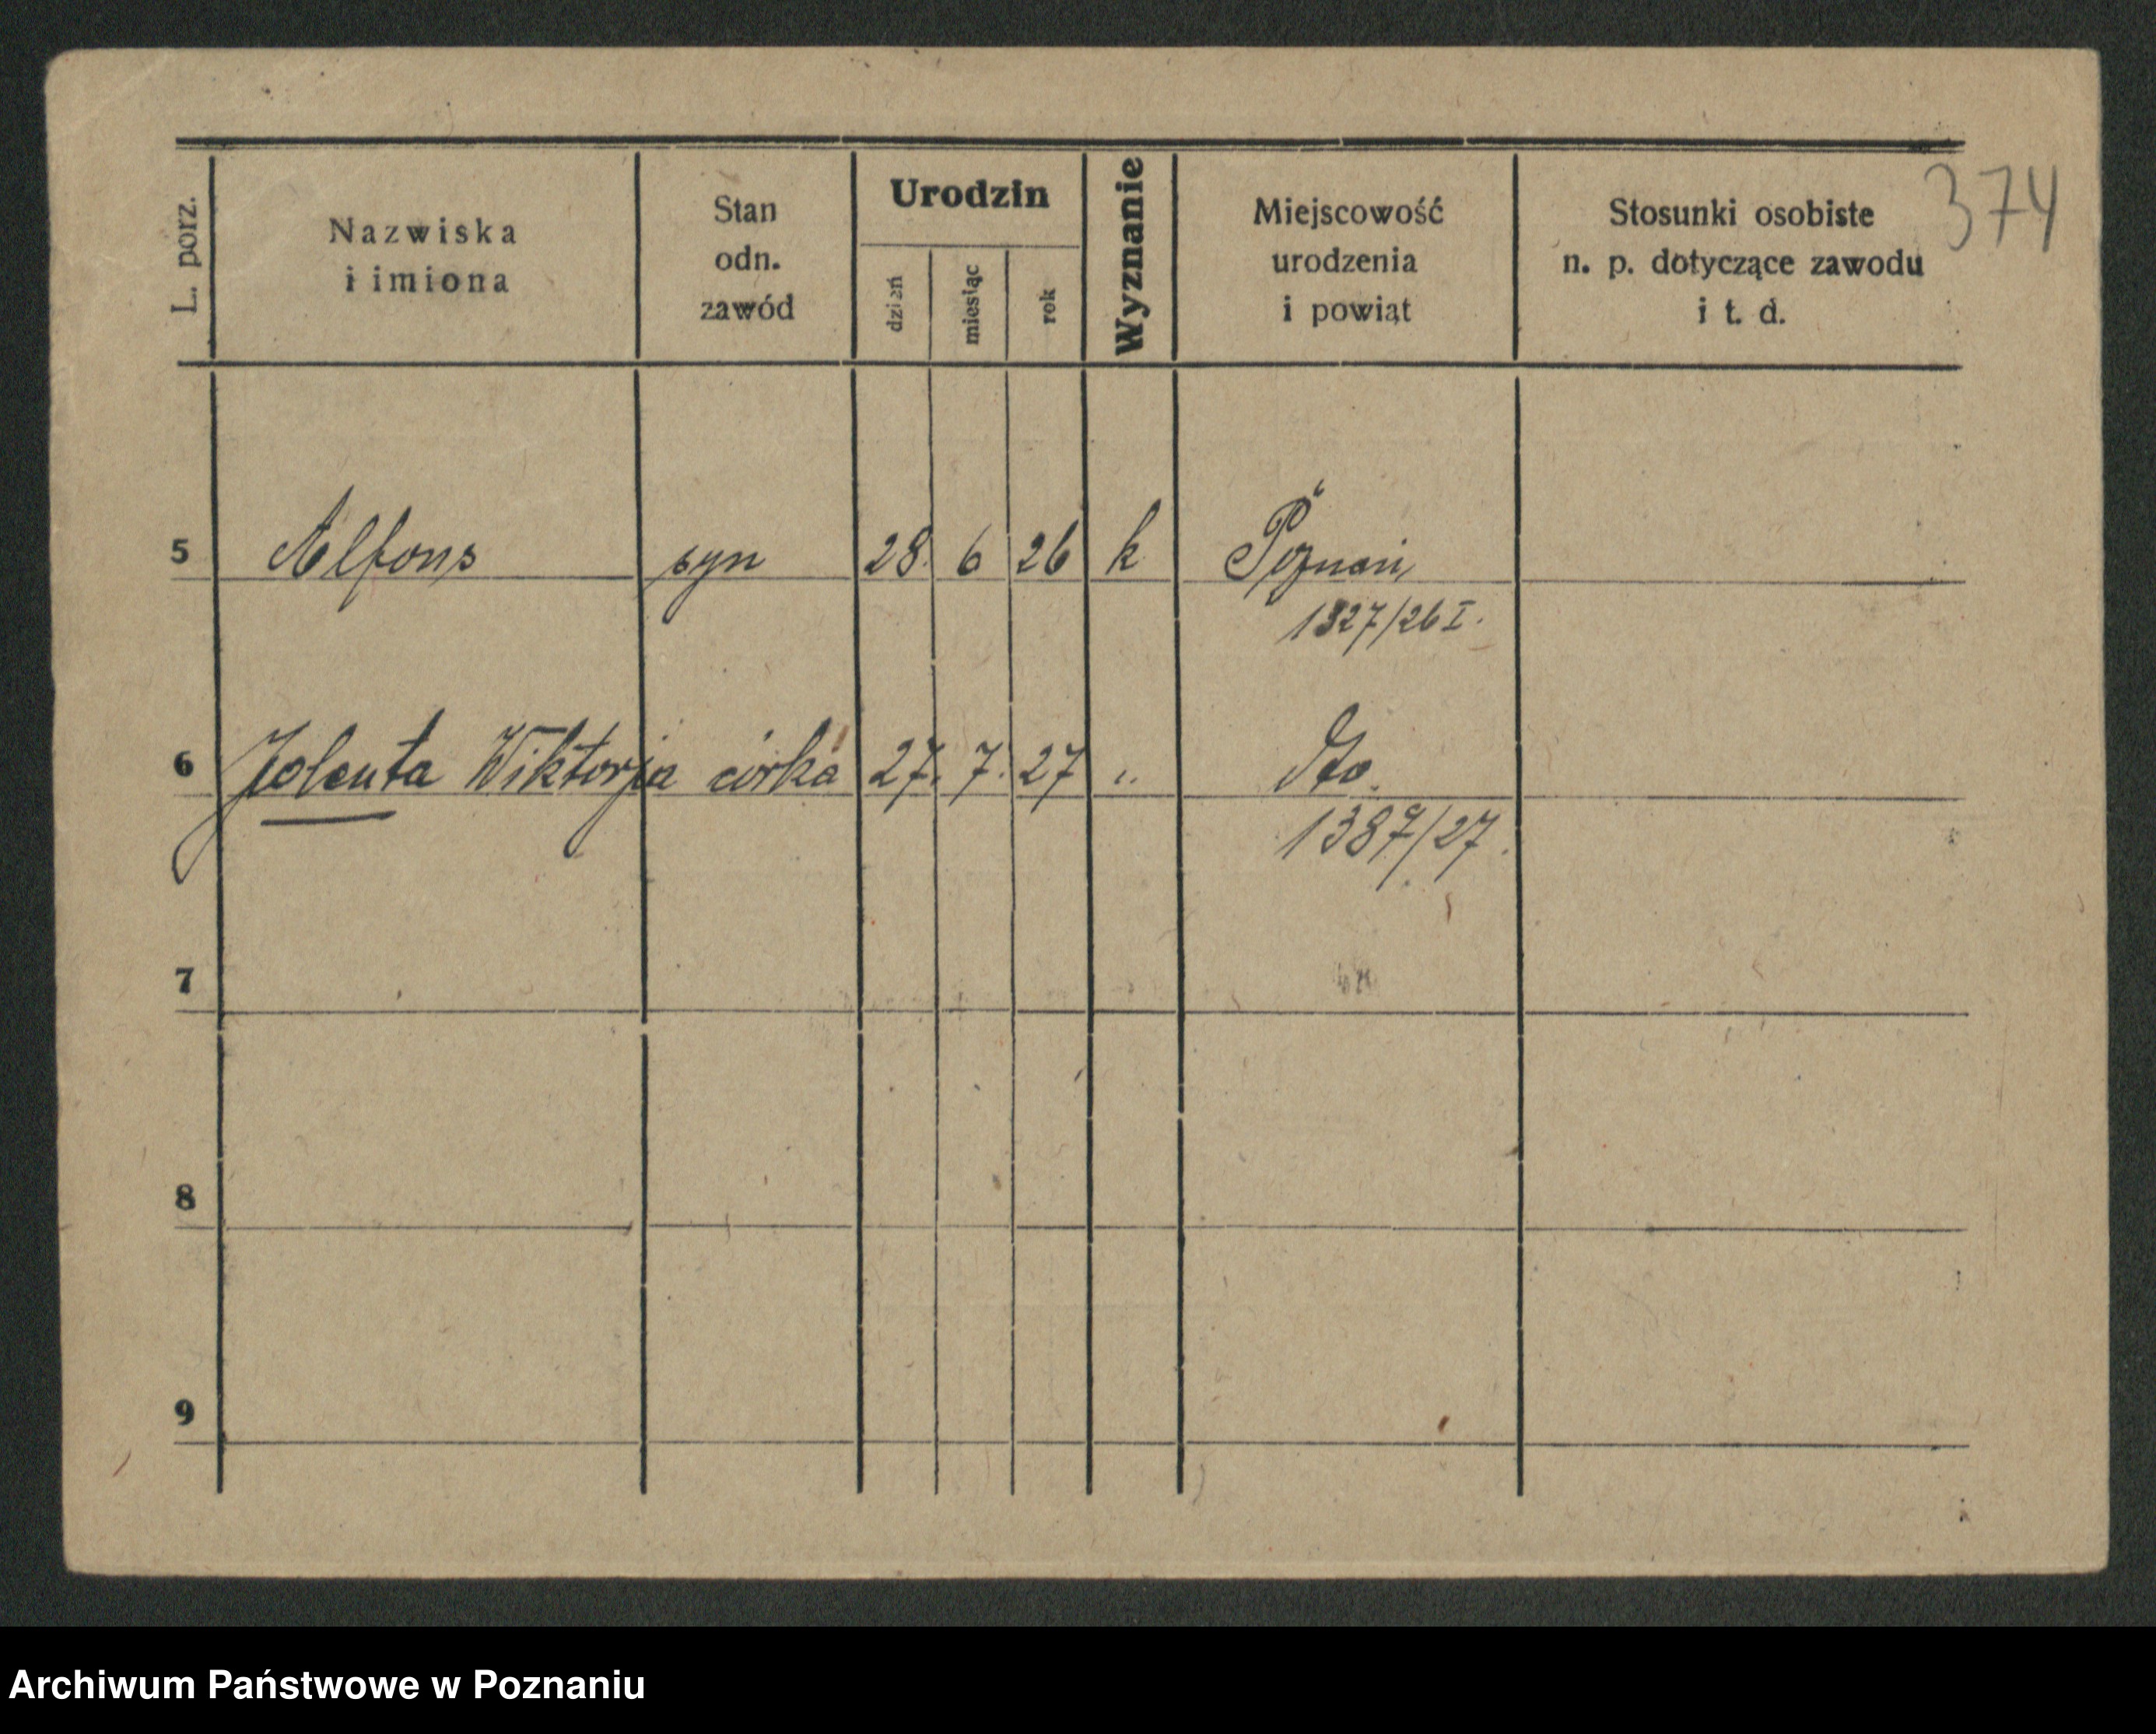 374
L. porz. Nazwiska i imiona Stan odn. zawód Urodzin dzień miesiąc rok Wyznanie Miejscowość urodzenia i powiąt Stosunki osobiste n. p. dotyczące zawodu i t. d.
5 Alfons syn 28. 6 26 k Poznań
1327/26 I.
6 Jolenta Wiktorja córka 27. 7. 27 " dto.
1387/27.
7
8
9
Archiwum Państwowe w Poznaniu